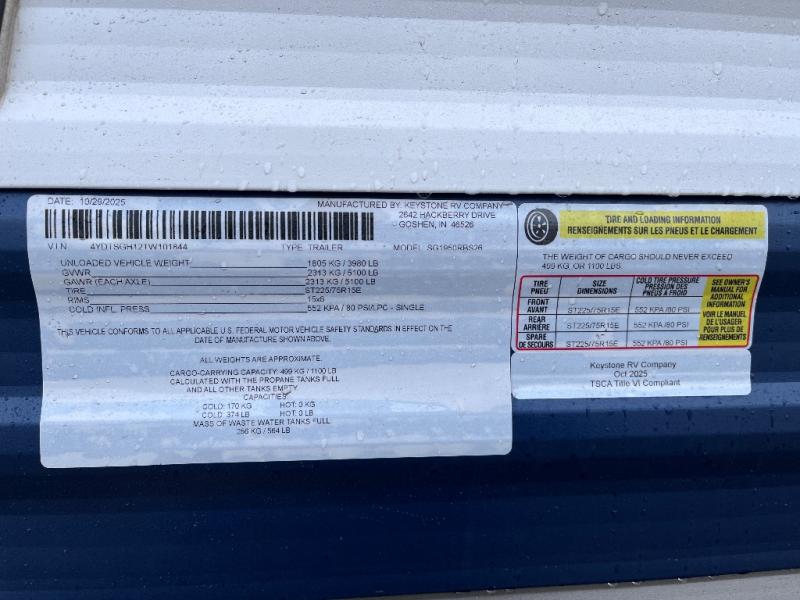 DATE: 10/29/2025
MANUFACTURED BY: KEYSTONE RV COMPANY
2642 HACKBERRY DRIVE
GOSHEN, IN 46526
V.I.N. 4YDTSGH12TW101844 TYPE: TRAILER MODEL: SG1950RBS26
UNLOADED VEHICLE WEIGHT 1805 KG / 3980 LB
GVWR 2313 KG / 5100 LB
GAWR (EACH AXLE) 2313 KG / 5100 LB
TIRE ST225/75R15E
RIMS 15x6
COLD INFL. PRESS 552 KPA / 80 PSI/LPC - SINGLE
THIS VEHICLE CONFORMS TO ALL APPLICABLE U.S. FEDERAL MOTOR VEHICLE SAFETY STANDARDS IN EFFECT ON THE
DATE OF MANUFACTURE SHOWN ABOVE.
ALL WEIGHTS ARE APPROXIMATE.
CARGO-CARRYING CAPACITY: 499 KG / 1100 LB
CALCULATED WITH THE PROPANE TANKS FULL
AND ALL OTHER TANKS EMPTY
CAPACITIES
COLD: 170 KG HOT: 0 KG
COLD: 374 LB HOT: 0 LB
MASS OF WASTE WATER TANKS FULL
256 KG / 564 LB
TIRE AND LOADING INFORMATION
RENSEIGNEMENTS SUR LES PNEUS ET LE CHARGEMENT
THE WEIGHT OF CARGO SHOULD NEVER EXCEED
499 KG. OR 1100 LBS.
TIRE
PNEU
SIZE
DIMENSIONS
COLD TIRE PRESSURE
PRESSION DES
PNEUS À FROID
SEE OWNER'S
MANUAL FOR
ADDITIONAL
INFORMATION
VOIR LE MANUEL
DE L'USAGER
POUR PLUS DE
RENSEIGNEMENTS
FRONT
AVANT
ST225/75R15E 552 KPA /80 PSI
REAR
ARRIÈRE
ST225/75R15E 552 KPA /80 PSI
SPARE
DE SECOURS
ST225/75R15E 552 KPA /80 PSI
Keystone RV Company
Oct 2025
TSCA Title VI Compliant